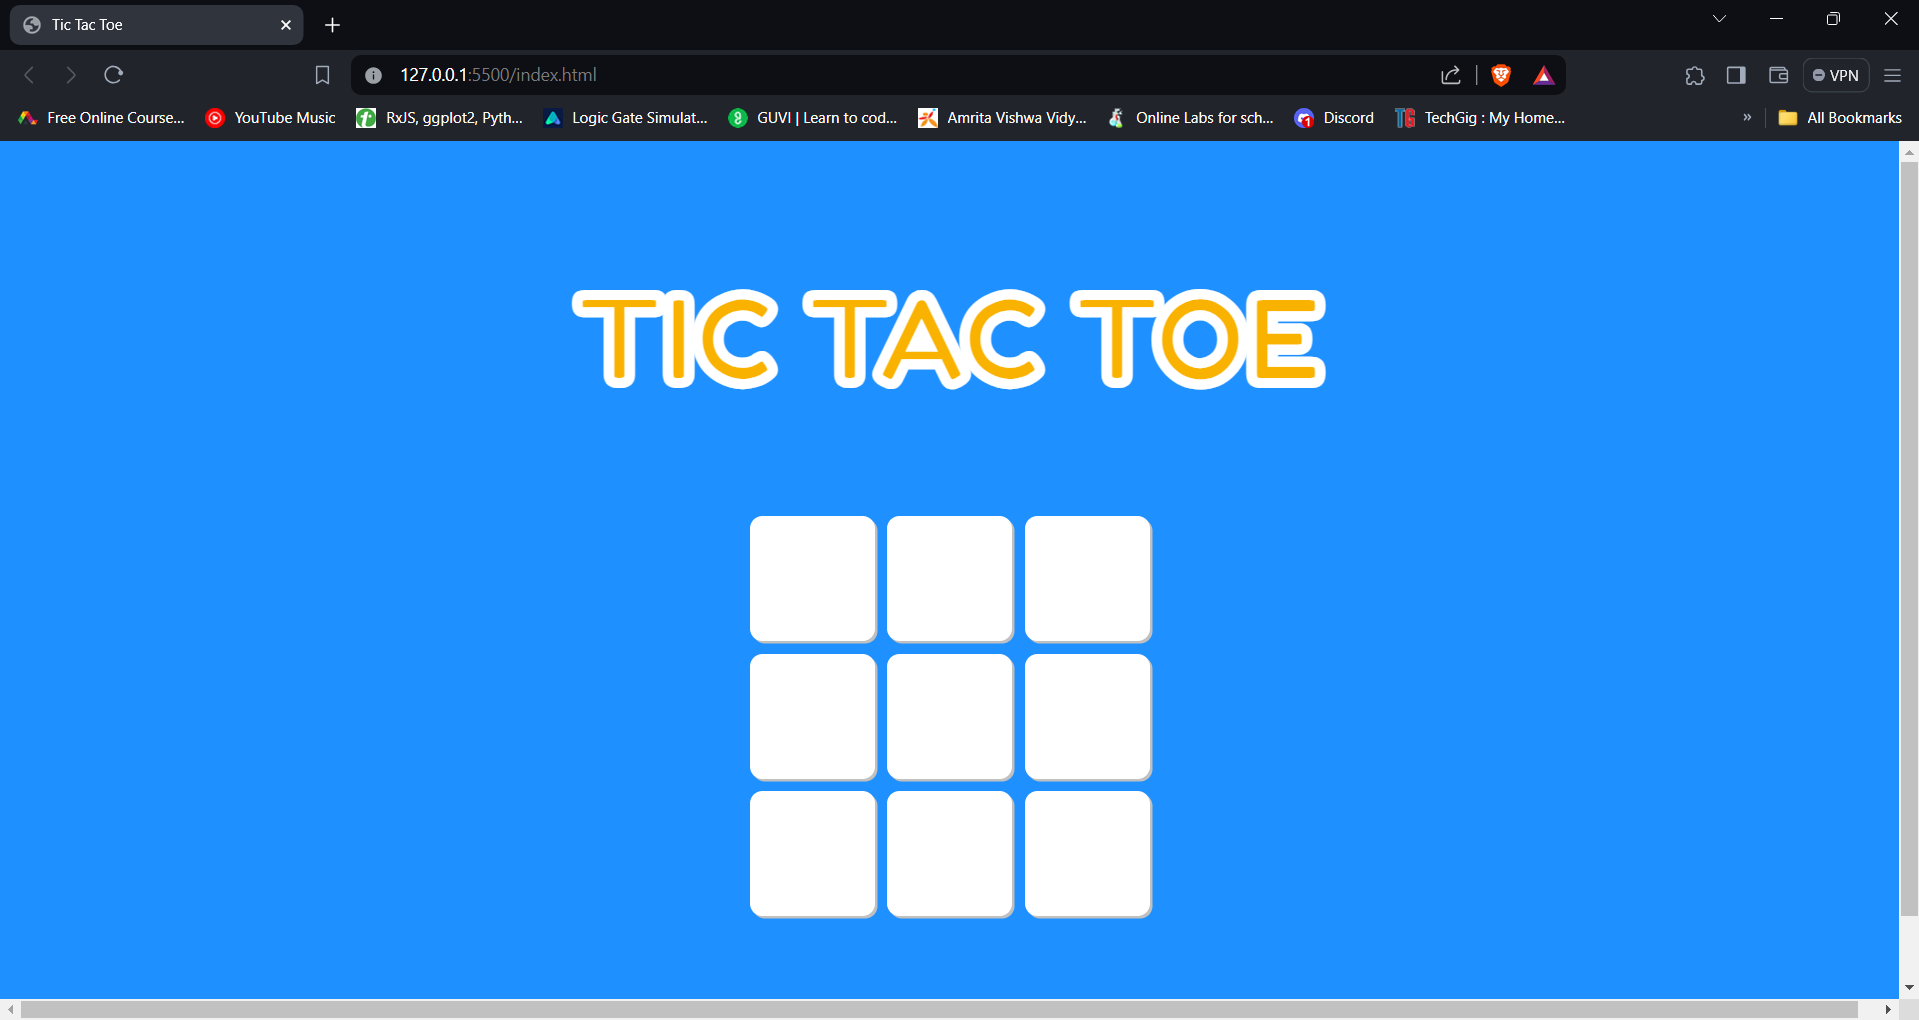 Tic Tac Toe
127.0.0.1:5500/index.html
VPN
Free Online Course... YouTube Music RxJS, ggplot2, Pyth... Logic Gate Simulat... GUVI | Learn to cod... Amrita Vishwa Vidy... Online Labs for sch... Discord TechGig : My Home... » All Bookmarks
TIC TAC TOE